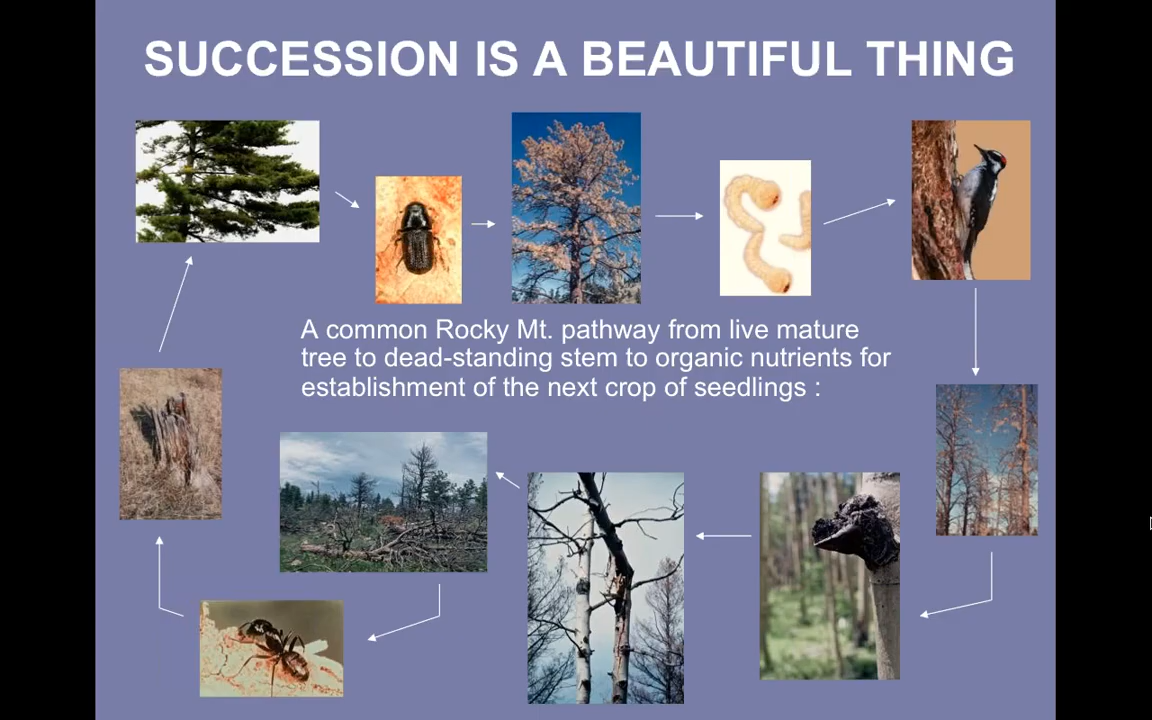 SUCCESSION IS A BEAUTIFUL THING
A common Rocky Mt. pathway from live mature
tree to dead-standing stem to organic nutrients for
establishment of the next crop of seedlings :